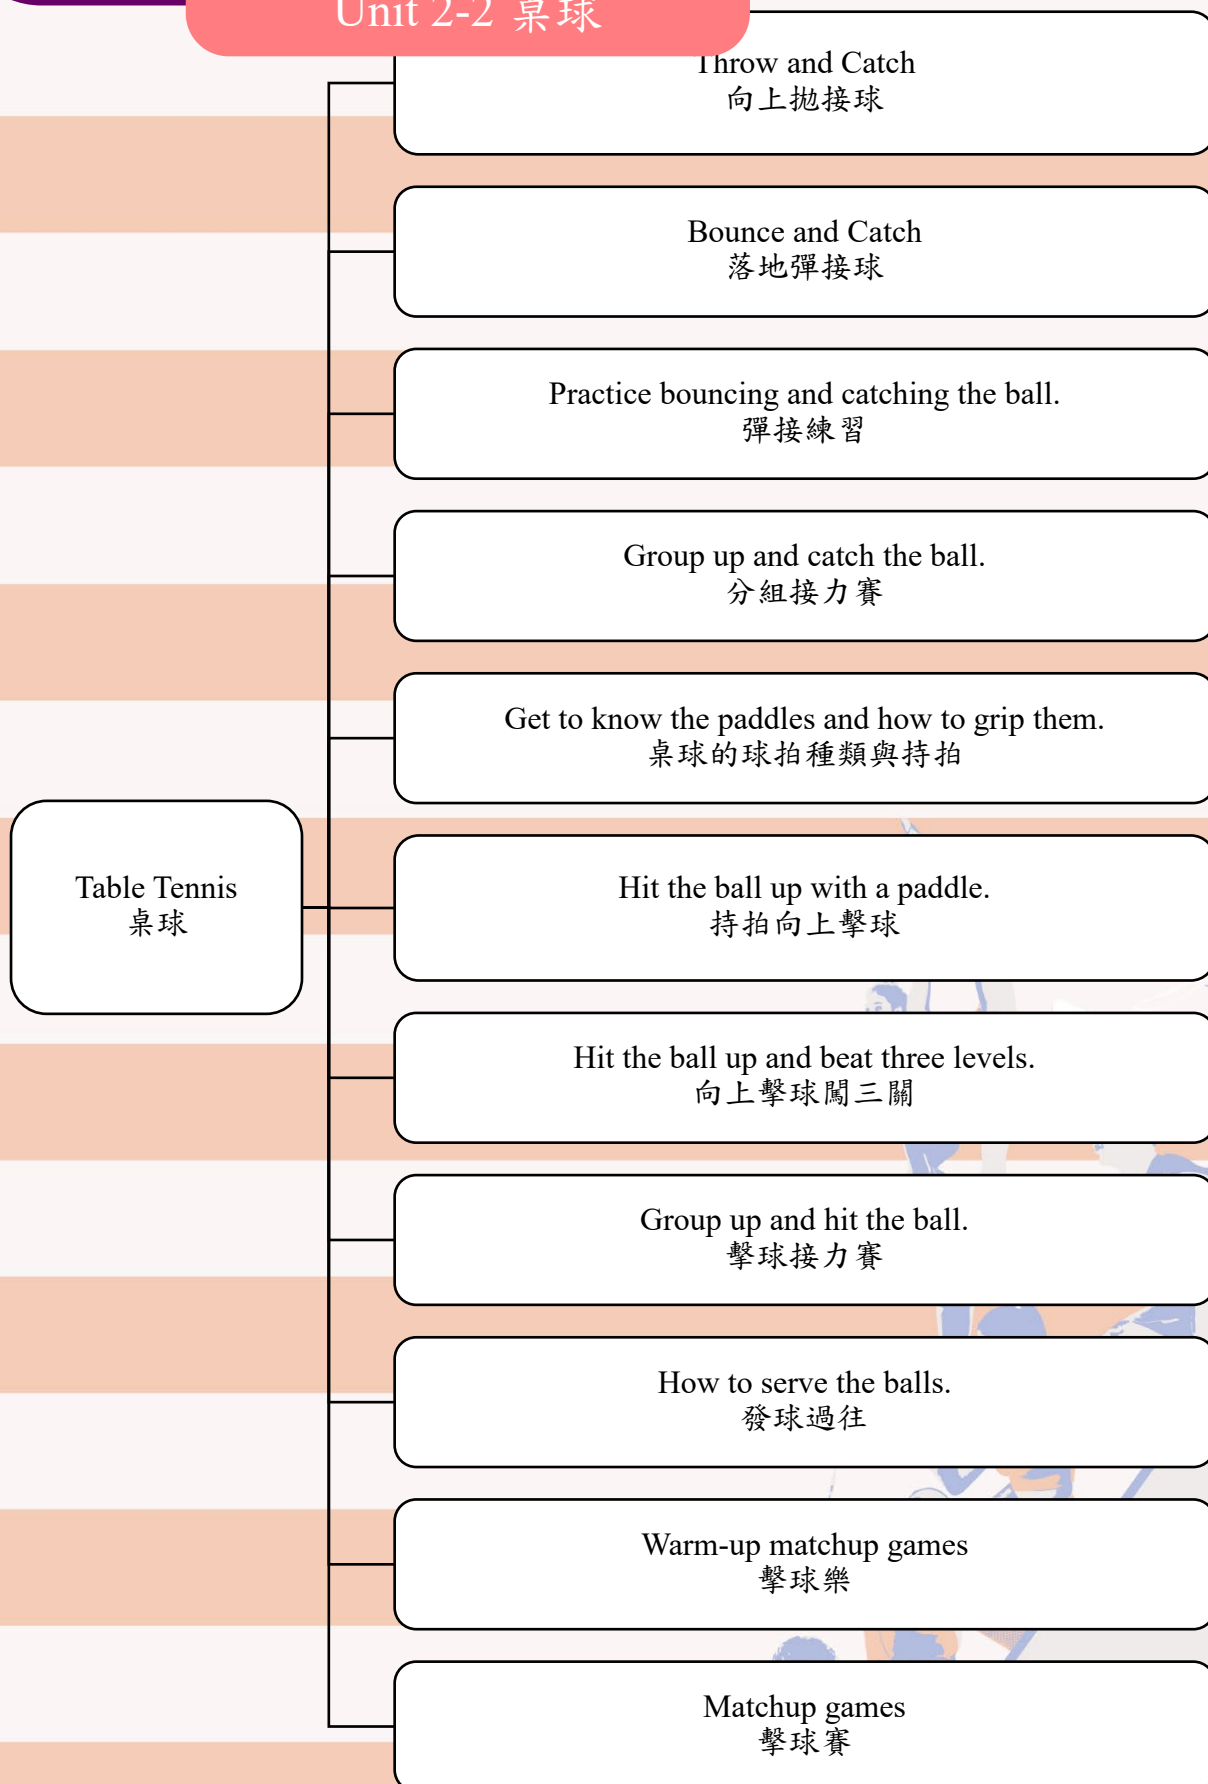 Unit 2-2 桌球
Throw and Catch
向上拋接球
Bounce and Catch
落地彈接球
Practice bouncing and catching the ball.
彈接練習
Group up and catch the ball.
分組接力賽
Get to know the paddles and how to grip them.
桌球的球拍種類與持拍
Table Tennis
桌球
Hit the ball up with a paddle.
持拍向上擊球
Hit the ball up and beat three levels.
向上擊球闖三關
Group up and hit the ball.
擊球接力賽
How to serve the balls.
發球過往
Warm-up matchup games
擊球樂
Matchup games
擊球賽